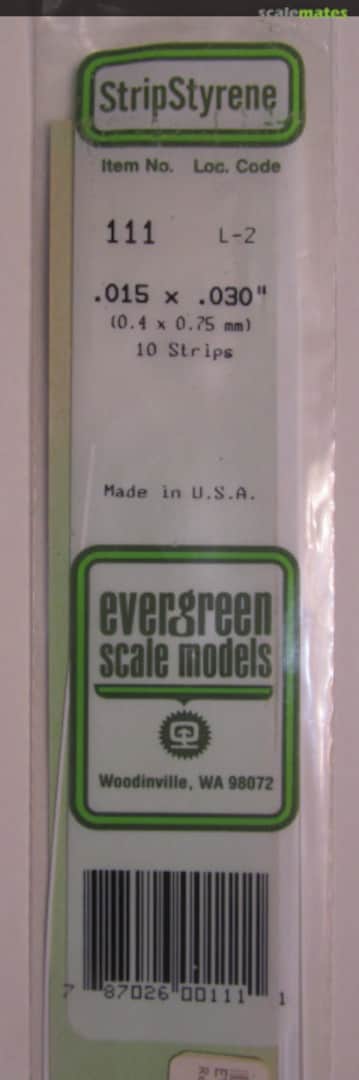 scalemates
StripStyrene
Item No. Loc. Code
111 L-2
.015 x .030"
(0.4 x 0.75 mm)
10 Strips
Made in U.S.A.
evergreen
scale models
Woodinville, WA 98072
7 87026 00111 1